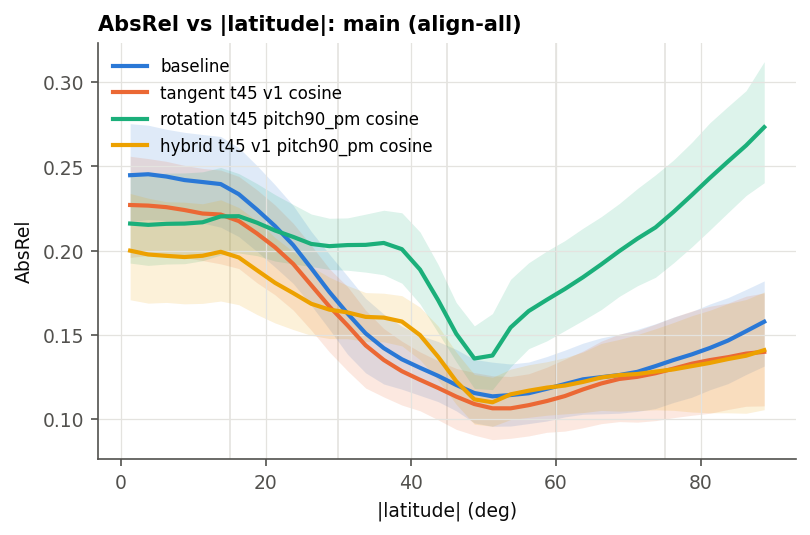 AbsRel vs |latitude|: main (align-all)
baseline
tangent t45 v1 cosine
rotation t45 pitch90_pm cosine
hybrid t45 v1 pitch90_pm cosine
AbsRel
0.30
0.25
0.20
0.15
0.10
0 20 40 60 80
|latitude| (deg)